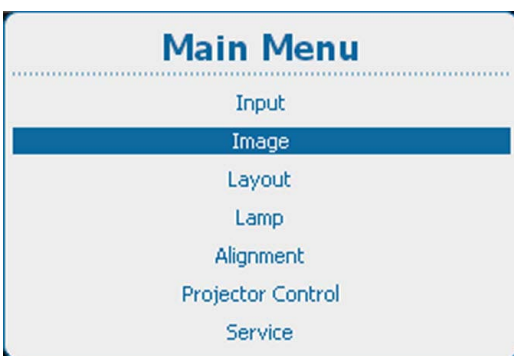 Main Menu
Input
Image
Layout
Lamp
Alignment
Projector Control
Service